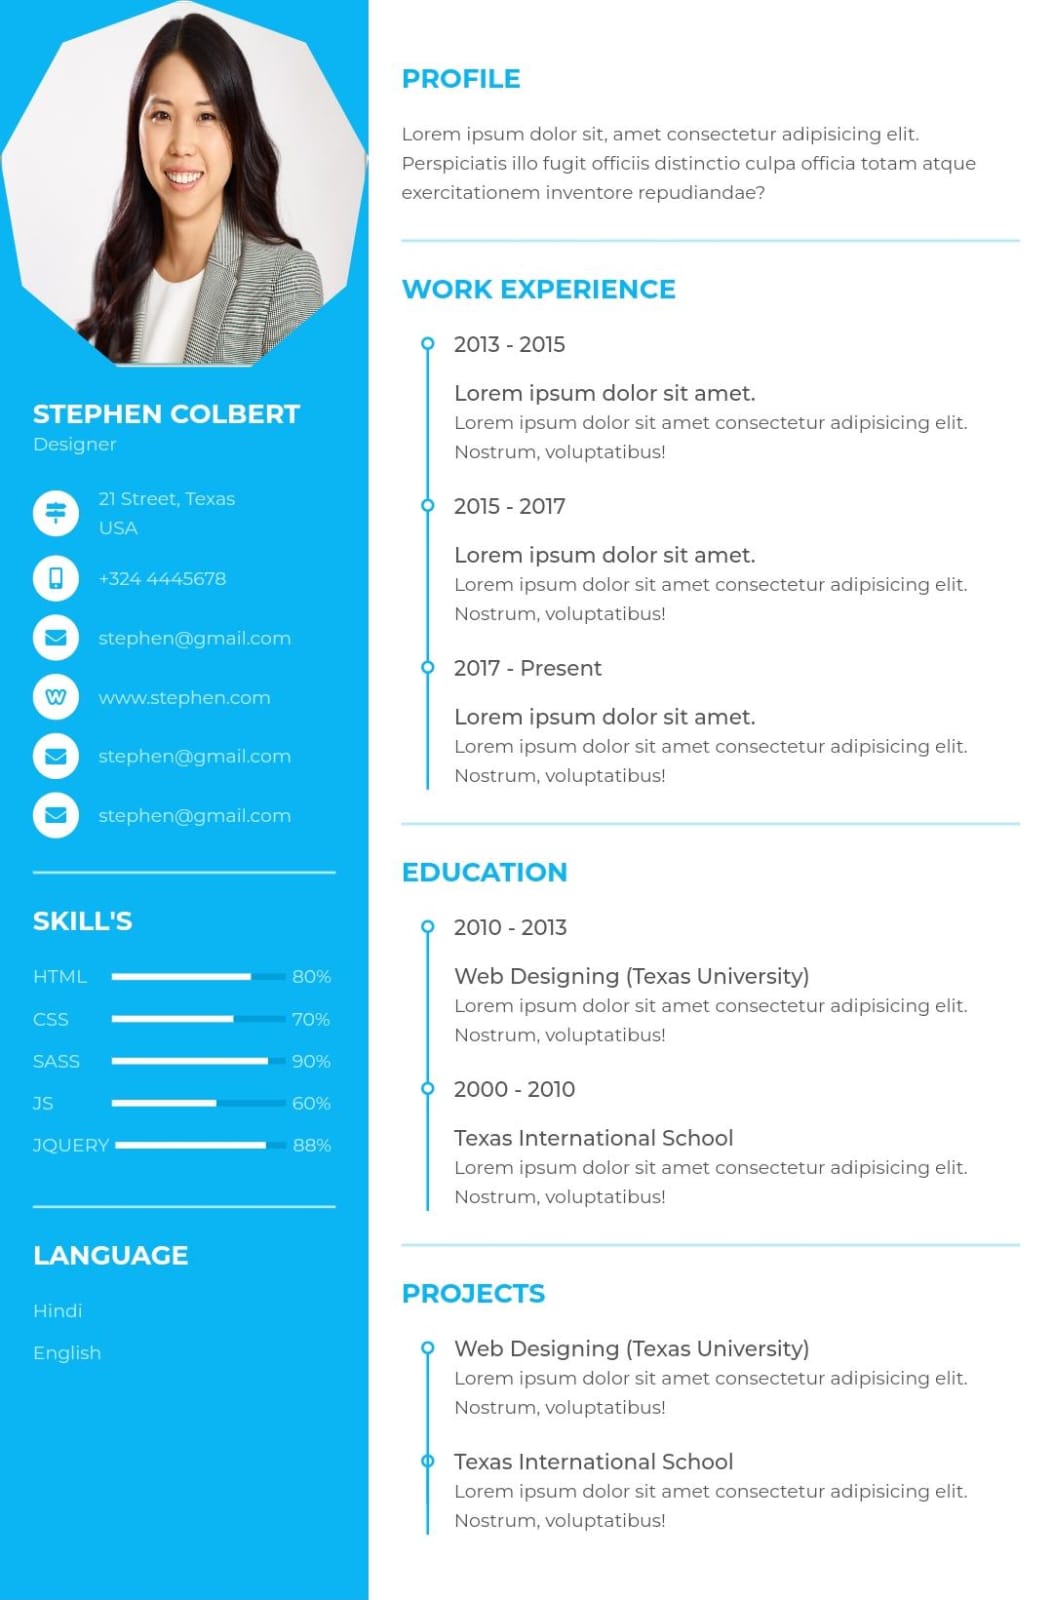 STEPHEN COLBERT
Designer
21 Street, Texas
USA
+324 4445678
stephen@gmail.com
www.stephen.com
stephen@gmail.com
stephen@gmail.com
SKILL'S
HTML 80%
CSS 70%
SASS 90%
JS 60%
JQUERY 88%
LANGUAGE
Hindi
English
PROFILE
Lorem ipsum dolor sit, amet consectetur adipisicing elit.
Perspiciatis illo fugit officiis distinctio culpa officia totam atque
exercitationem inventore repudiandae?
WORK EXPERIENCE
2013 - 2015
Lorem ipsum dolor sit amet.
Lorem ipsum dolor sit amet consectetur adipisicing elit.
Nostrum, voluptatibus!
2015 - 2017
Lorem ipsum dolor sit amet.
Lorem ipsum dolor sit amet consectetur adipisicing elit.
Nostrum, voluptatibus!
2017 - Present
Lorem ipsum dolor sit amet.
Lorem ipsum dolor sit amet consectetur adipisicing elit.
Nostrum, voluptatibus!
EDUCATION
2010 - 2013
Web Designing (Texas University)
Lorem ipsum dolor sit amet consectetur adipisicing elit.
Nostrum, voluptatibus!
2000 - 2010
Texas International School
Lorem ipsum dolor sit amet consectetur adipisicing elit.
Nostrum, voluptatibus!
PROJECTS
Web Designing (Texas University)
Lorem ipsum dolor sit amet consectetur adipisicing elit.
Nostrum, voluptatibus!
Texas International School
Lorem ipsum dolor sit amet consectetur adipisicing elit.
Nostrum, voluptatibus!